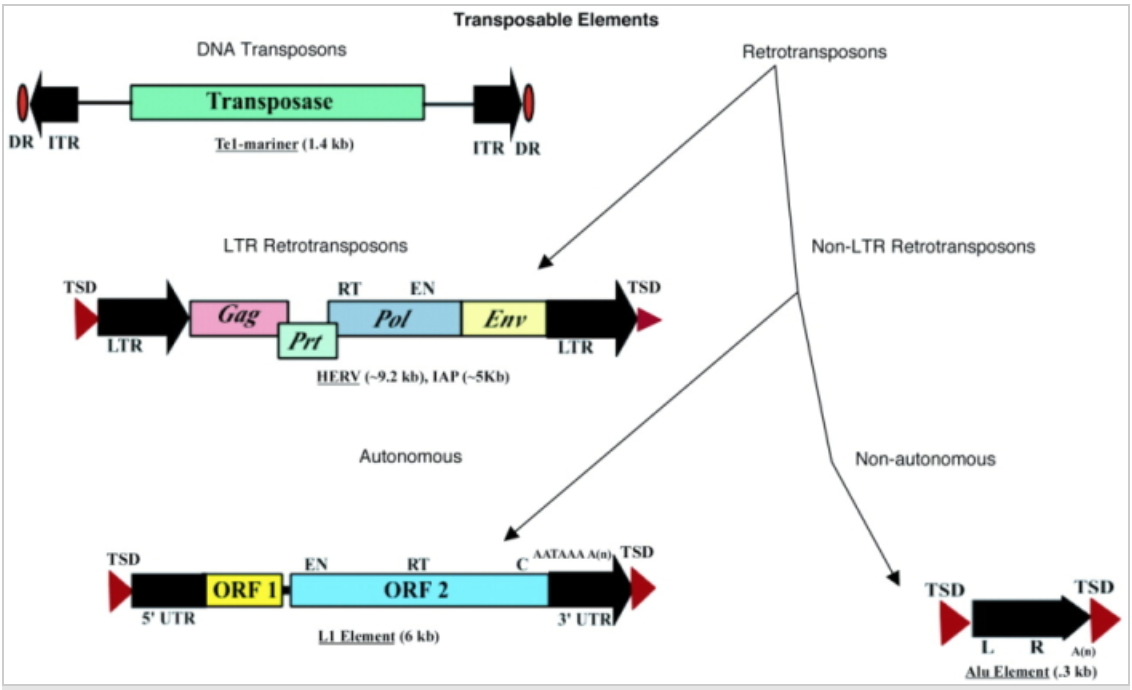 Transposable Elements
DNA Transposons
Retrotransposons
Transposase
DR ITR
Tc1-mariner (1.4 kb)
ITR DR
LTR Retrotransposons
Non-LTR Retrotransposons
TSD
RT EN
TSD
Gag
Pol
Env
Prt
LTR
LTR
HERV (~9.2 kb), IAP (~5Kb)
Autonomous
Non-autonomous
TSD
EN RT C
AATAAA A(n)
TSD
ORF 1
ORF 2
5' UTR
3' UTR
L1 Element (6 kb)
TSD
TSD
L R A(n)
Alu Element (.3 kb)